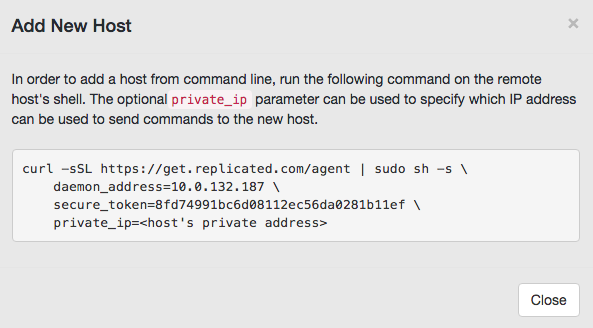 Add New Host ×
In order to add a host from command line, run the following command on the remote
host's shell. The optional private_ip parameter can be used to specify which IP address
can be used to send commands to the new host.
curl -sSL https://get.replicated.com/agent | sudo sh -s \
    daemon_address=10.0.132.187 \
    secure_token=8fd74991bc6d08112ec56da0281b11ef \
    private_ip=<host's private address>
Close